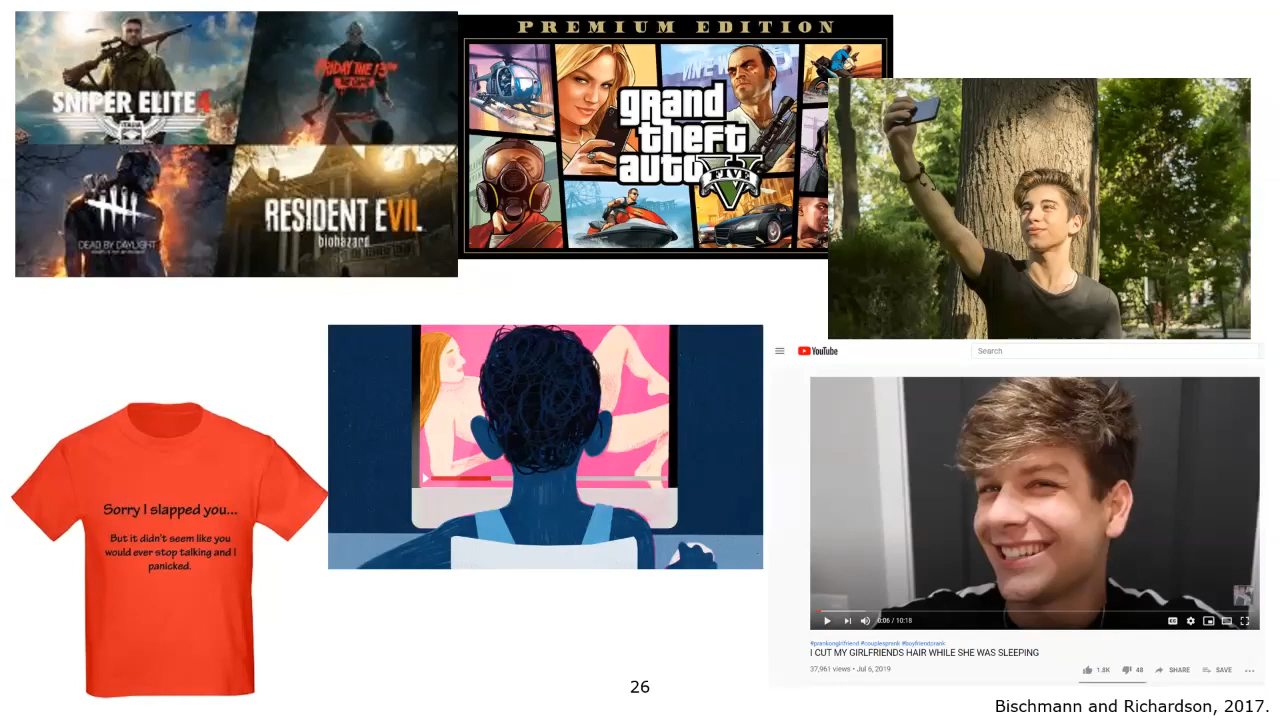 SNIPER ELITE 4
FRIDAY THE 13TH
DEAD BY DAYLIGHT
RESIDENT EVIL
biohazard
PREMIUM EDITION
grand
theft
auto V
FIVE
Sorry I slapped you...
But it didn't seem like you
would ever stop talking and I
panicked.
YouTube
Search
0:06 / 10:18
#prankongirlfriend #couplesprank #boyfriendprank
I CUT MY GIRLFRIENDS HAIR WHILE SHE WAS SLEEPING
37,961 views • Jul 6, 2019
1.8K
48
SHARE
SAVE
26
Bischmann and Richardson, 2017.